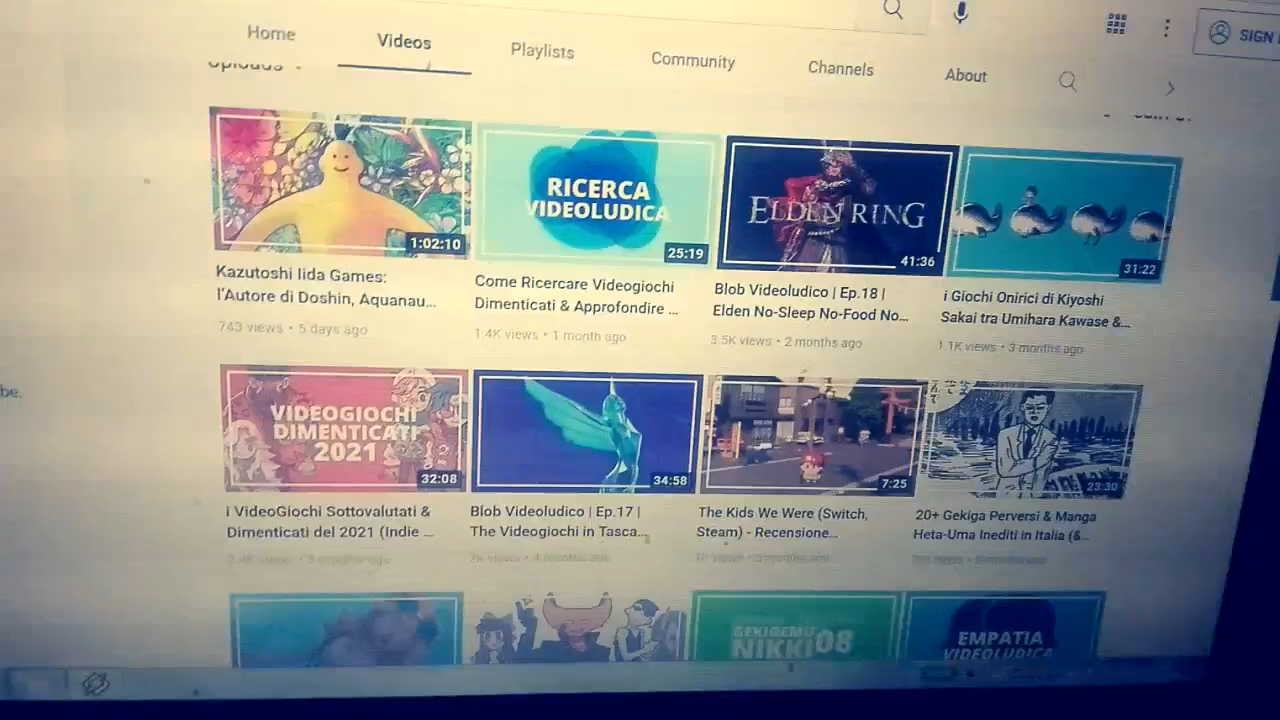 SIGN
Home
Videos
Playlists
Community
Channels
About
Uploads
1:02:10
RICERCA
VIDEOLUDICA
25:19
ELDEN RING
41:36
31:22
Kazutoshi Iida Games:
l'Autore di Doshin, Aquanau...
743 views • 5 days ago
Come Ricercare Videogiochi
Dimenticati & Approfondire ...
1.4K views • 1 month ago
Blob Videoludico | Ep.18 |
Elden No-Sleep No-Food No...
3.5K views • 2 months ago
i Giochi Onirici di Kiyoshi
Sakai tra Umihara Kawase &...
1.1K views • 3 months ago
be.
VIDEOGIOCHI
DIMENTICATI
2021
32:08
34:58
7:25
23:30
i VideoGiochi Sottovalutati &
Dimenticati del 2021 (Indie ...
Blob Videoludico | Ep.17 |
The Videogiochi in Tasca...
The Kids We Were (Switch,
Steam) - Recensione...
20+ Gekiga Perversi & Manga
Heta-Uma Inediti in Italia (&...
GEKIGEMU
NIKKI 08
EMPATIA
VIDEOLUDICA